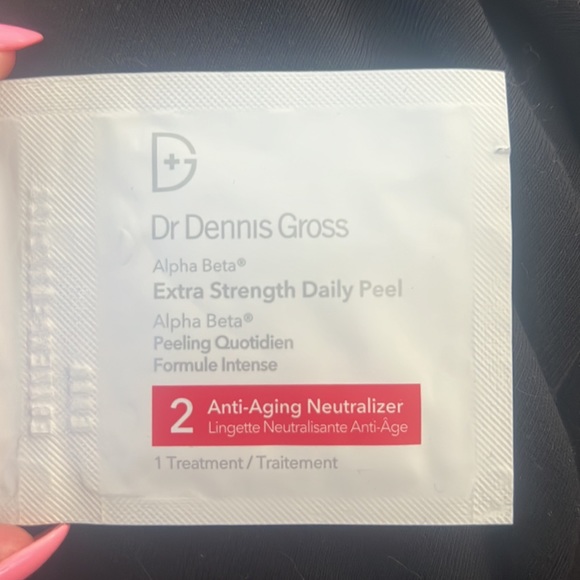 Dr Dennis Gross
Alpha Beta®
Extra Strength Daily Peel
Alpha Beta®
Peeling Quotidien
Formule Intense
2 Anti-Aging Neutralizer
Lingette Neutralisante Anti-Âge
1 Treatment / Traitement